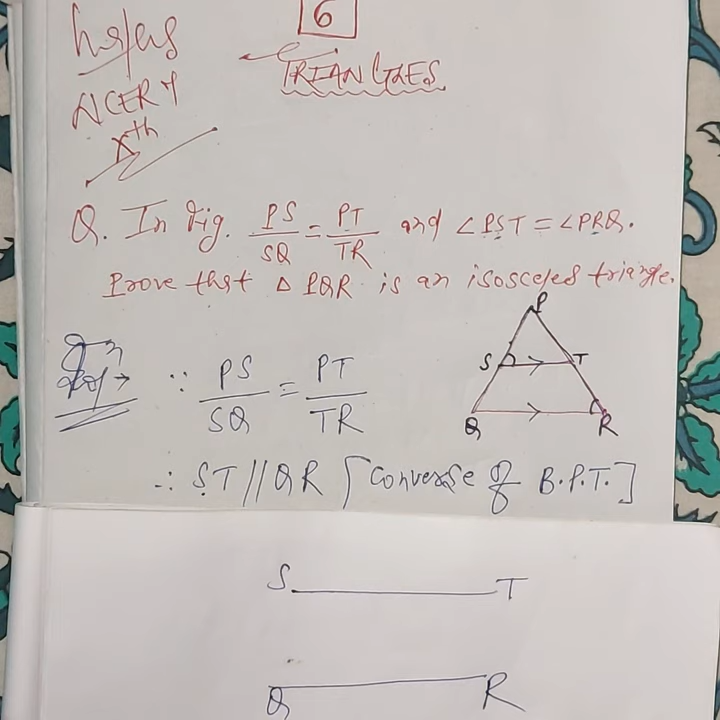 6
TRIANGLES
NCERT
Xth
Q. In fig. PS/SQ = PT/TR and ∠PST = ∠PRQ.
Prove that △ PQR is an isosceles triangle.
P
S T
Q R
∵ PS/SQ = PT/TR
∴ ST // QR [Converse of B.P.T.]
S T
Q R